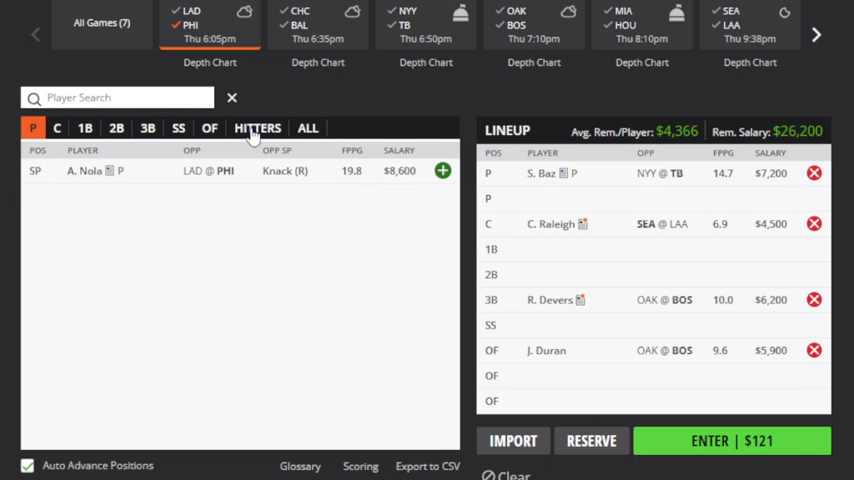 All Games (7)
LAD
PHI
Thu 6:05pm
CHC
BAL
Thu 6:35pm
NYY
TB
Thu 6:50pm
OAK
BOS
Thu 7:10pm
MIA
HOU
Thu 8:10pm
SEA
LAA
Thu 9:38pm
Depth Chart
Depth Chart
Depth Chart
Depth Chart
Depth Chart
Depth Chart
Player Search
P C 1B 2B 3B SS OF HITTERS ALL
POS PLAYER OPP OPP SP FPPG SALARY
SP A. Nola P LAD @ PHI Knack (R) 19.8 $8,600
Auto Advance Positions
Glossary Scoring Export to CSV
LINEUP Avg. Rem./Player: $4,366 Rem. Salary: $26,200
POS PLAYER OPP FPPG SALARY
P S. Baz P NYY @ TB 14.7 $7,200
P
C C. Raleigh SEA @ LAA 6.9 $4,500
1B
2B
3B R. Devers OAK @ BOS 10.0 $6,200
SS
OF J. Duran OAK @ BOS 9.6 $5,900
OF
OF
IMPORT RESERVE ENTER | $121
Clear